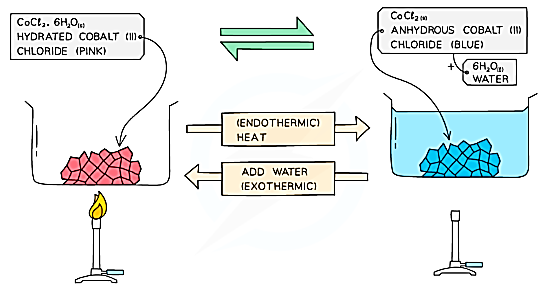 CoCl₂. 6H₂O(s)
HYDRATED COBALT (II)
CHLORIDE (PINK)
CoCl₂(s)
ANHYDROUS COBALT (II)
CHLORIDE (BLUE)
+ 6H₂O(l)
WATER
(ENDOTHERMIC)
HEAT
ADD WATER
(EXOTHERMIC)